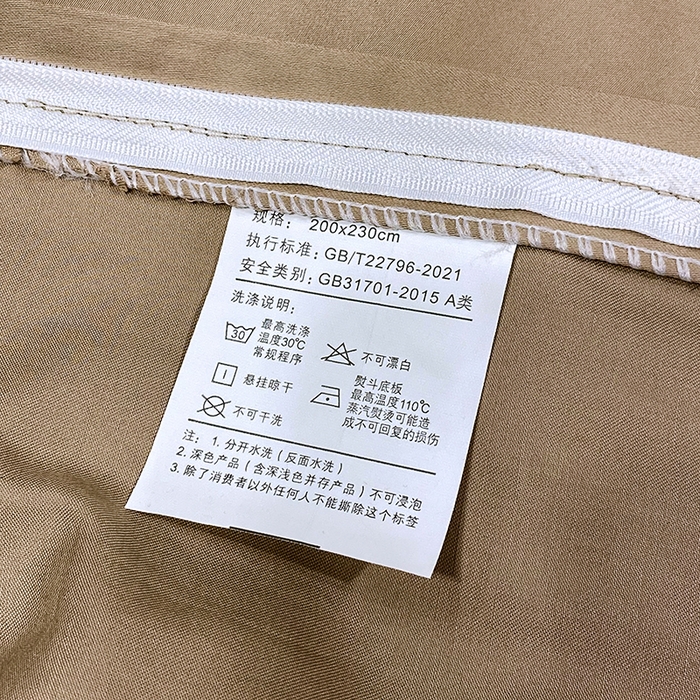 规格： 200x230cm
执行标准：GB/T22796-2021
安全类别：GB31701-2015 A类
洗涤说明：
30
最高洗涤
温度30℃
常规程序
不可漂白
悬挂晾干
熨斗底板
最高温度110℃
蒸汽熨烫可能造
成不可回复的损伤
不可干洗
注：1. 分开水洗（反面水洗）
2. 深色产品（含深浅色并存产品）不可浸泡
3. 除了消费者以外任何人不能撕除这个标签